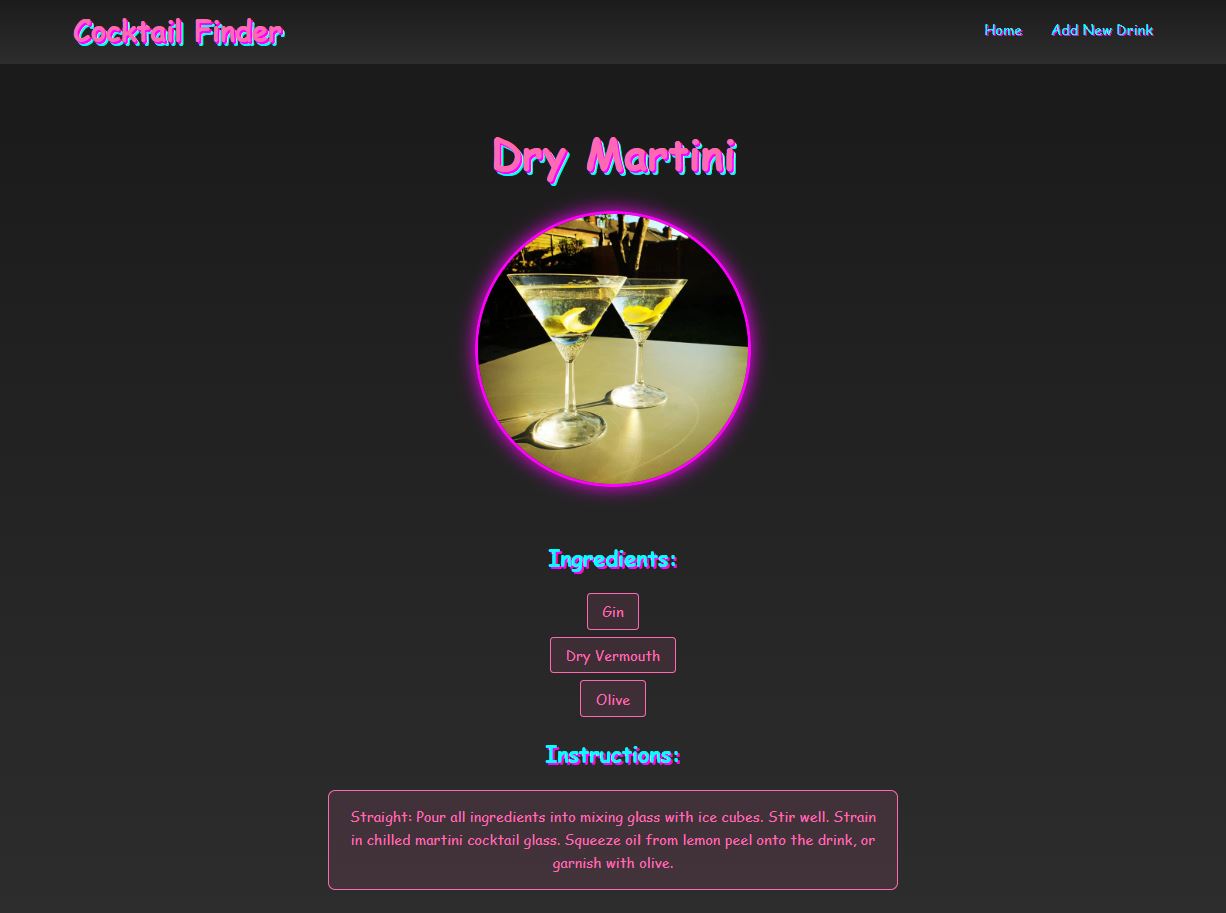 Cocktail Finder
Home
Add New Drink
Dry Martini
Ingredients:
Gin
Dry Vermouth
Olive
Instructions:
Straight: Pour all ingredients into mixing glass with ice cubes. Stir well. Strain
in chilled martini cocktail glass. Squeeze oil from lemon peel onto the drink, or
garnish with olive.